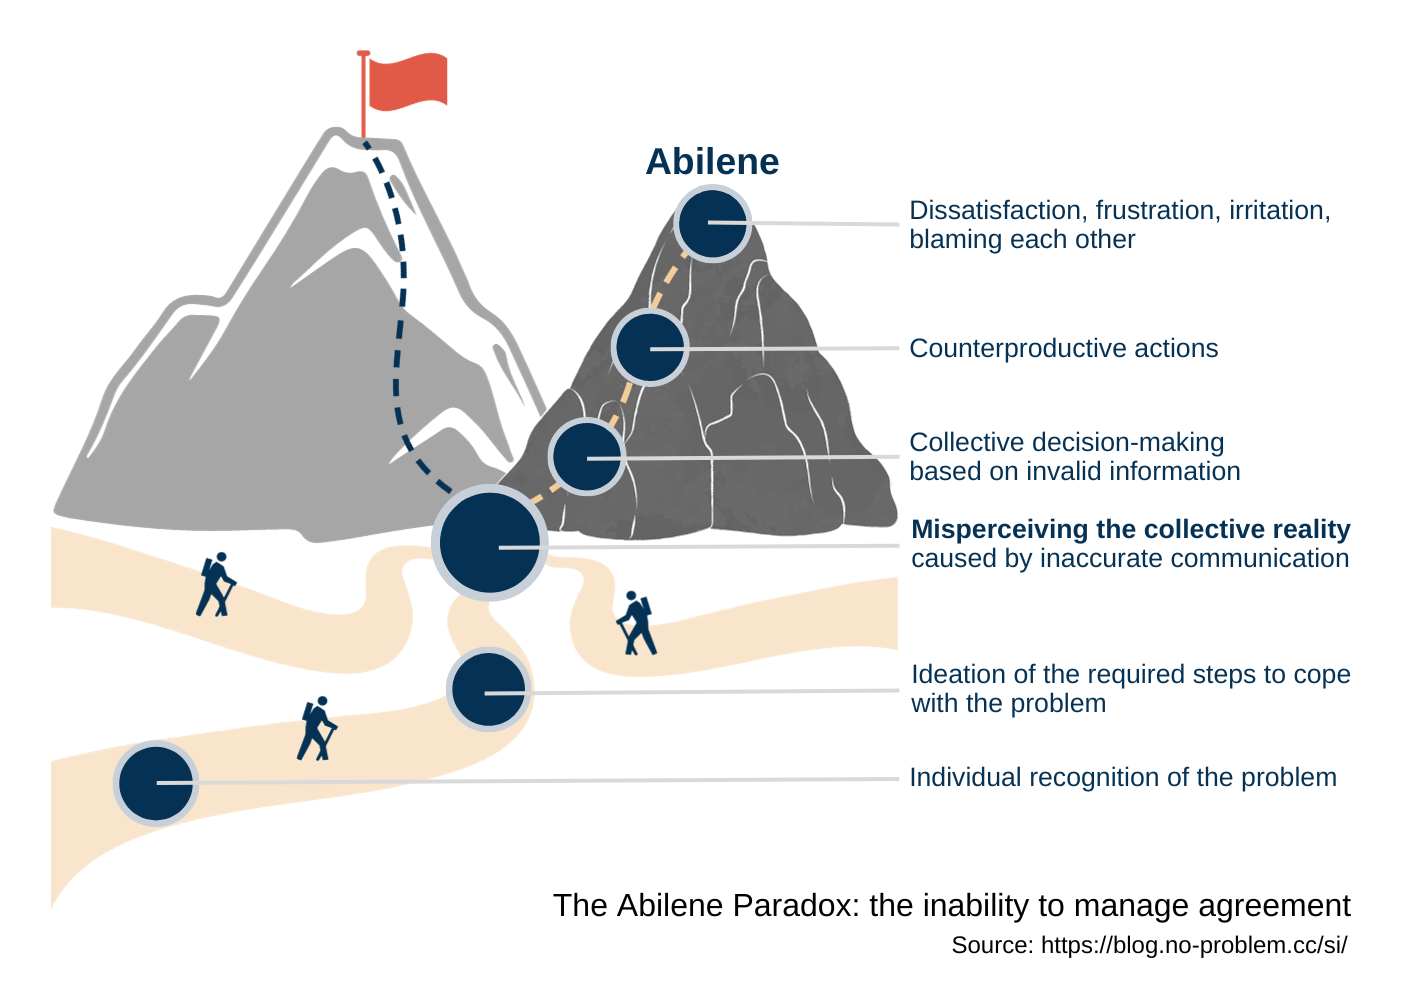 Abilene
Dissatisfaction, frustration, irritation,
blaming each other
Counterproductive actions
Collective decision-making
based on invalid information
Misperceiving the collective reality
caused by inaccurate communication
Ideation of the required steps to cope
with the problem
Individual recognition of the problem
The Abilene Paradox: the inability to manage agreement
Source: https://blog.no-problem.cc/si/